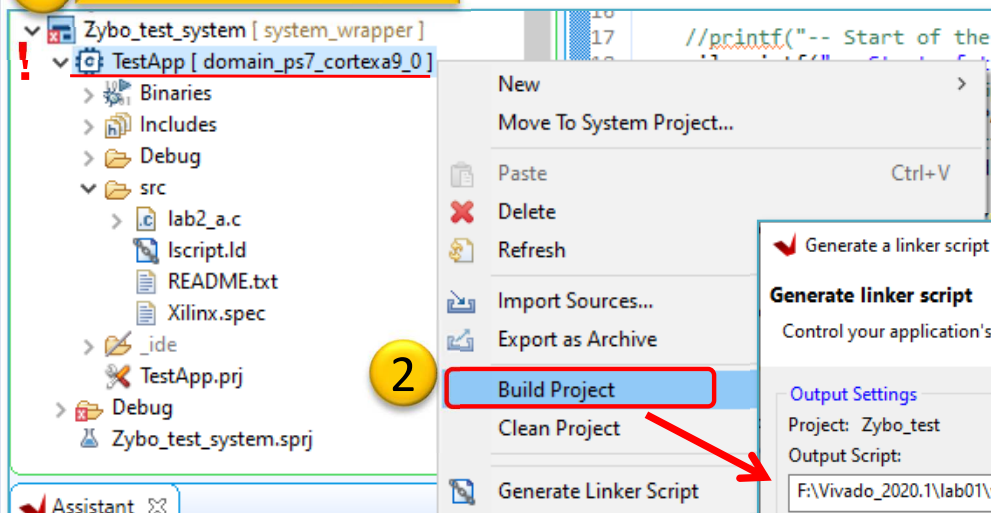 Zybo_test_system [ system_wrapper ]
!
TestApp [ domain_ps7_cortexa9_0 ]
Binaries
Includes
Debug
src
lab2_a.c
lscript.ld
README.txt
Xilinx.spec
_ide
TestApp.prj
Debug
Zybo_test_system.sprj
Assistant
16
17 //printf("-- Start of the
New
Move To System Project...
Paste Ctrl+V
Delete
Refresh
Import Sources...
Export as Archive
2
Build Project
Clean Project
Generate Linker Script
Generate a linker script
Generate linker script
Control your application's
Output Settings
Project: Zybo_test
Output Script:
F:\Vivado_2020.1\lab01\